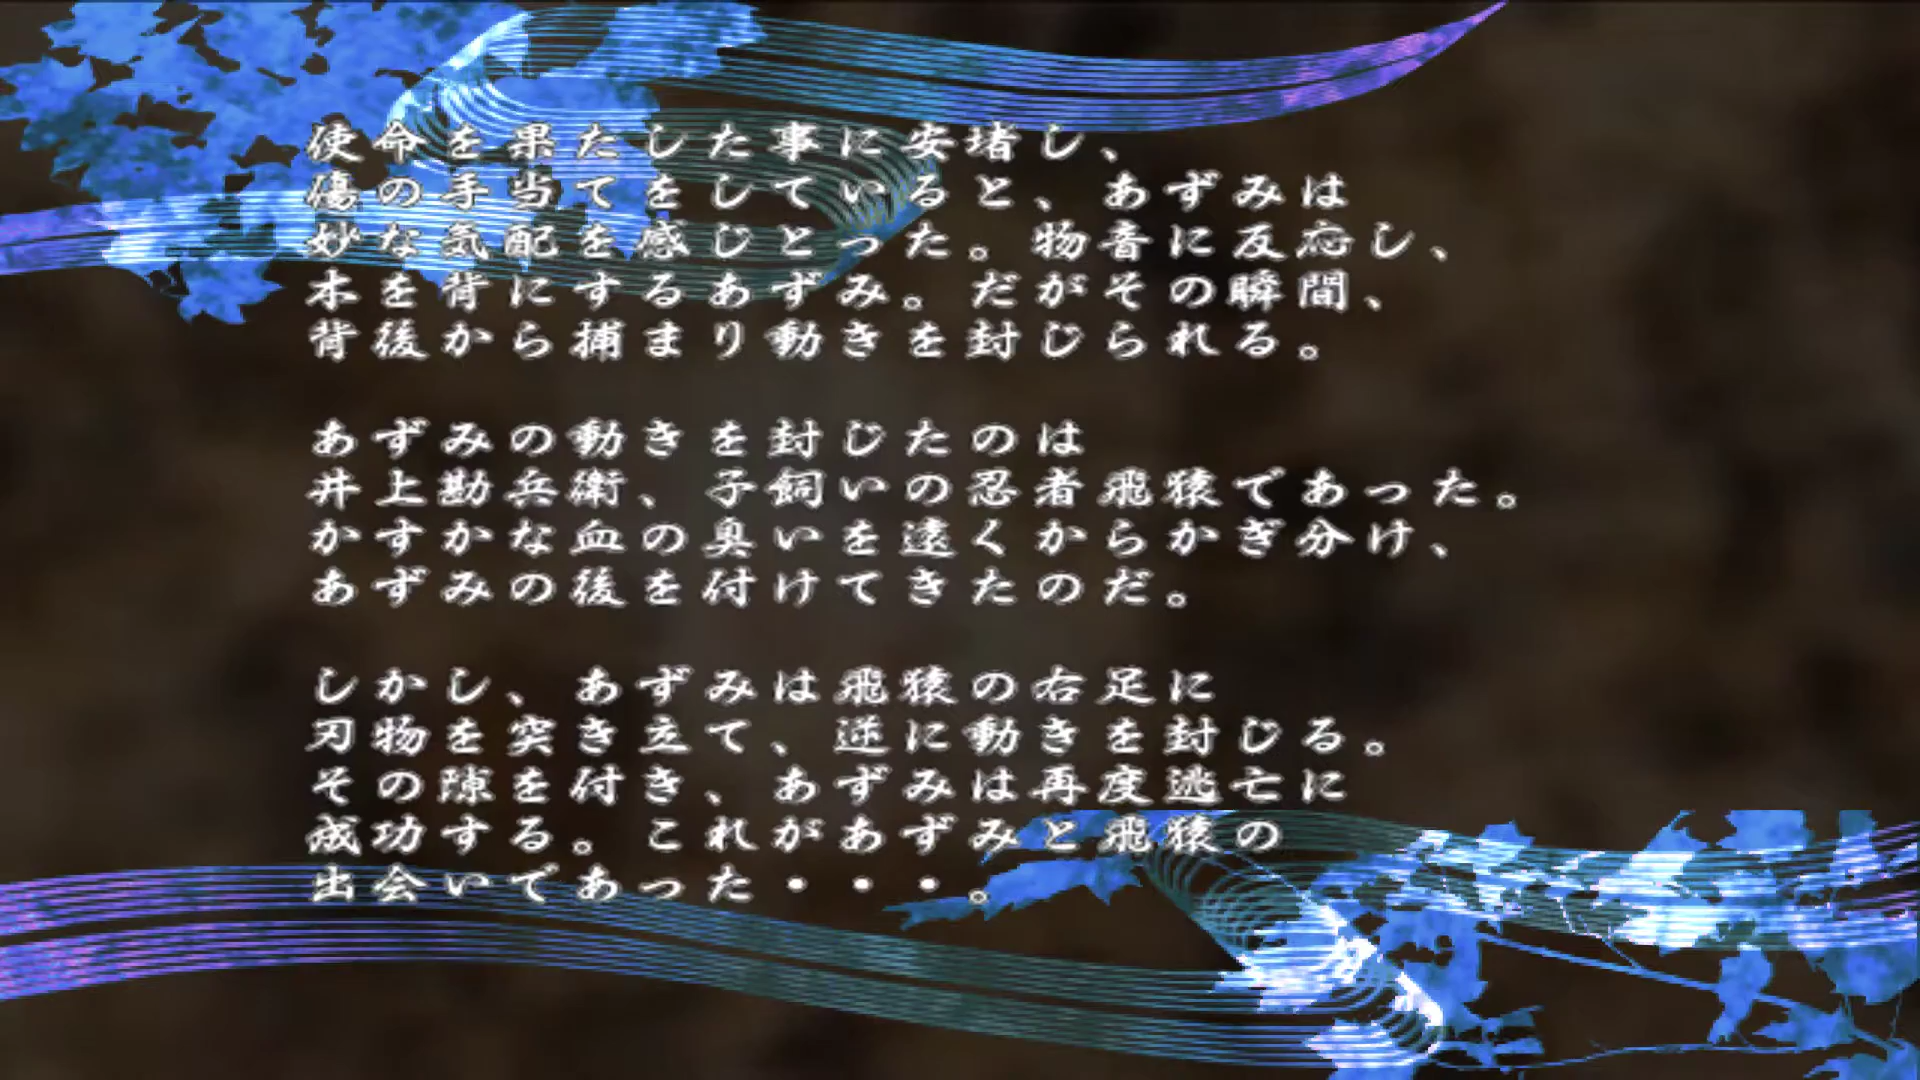 使命を果たした事に安堵し、
傷の手当てをしていると、あずみは
妙な気配を感じとった。物音に反応し、
木を背にするあずみ。だがその瞬間、
背後から捕まり動きを封じられる。
あずみの動きを封じたのは
井上勘兵衛、子飼いの忍者飛猿であった。
かすかな血の臭いを遠くからかぎ分け、
あずみの後を付けてきたのだ。
しかし、あずみは飛猿の右足に
刃物を突き立て、逆に動きを封じる。
その隙を付き、あずみは再度逃亡に
成功する。これがあずみと飛猿の
出会いであった・・・。